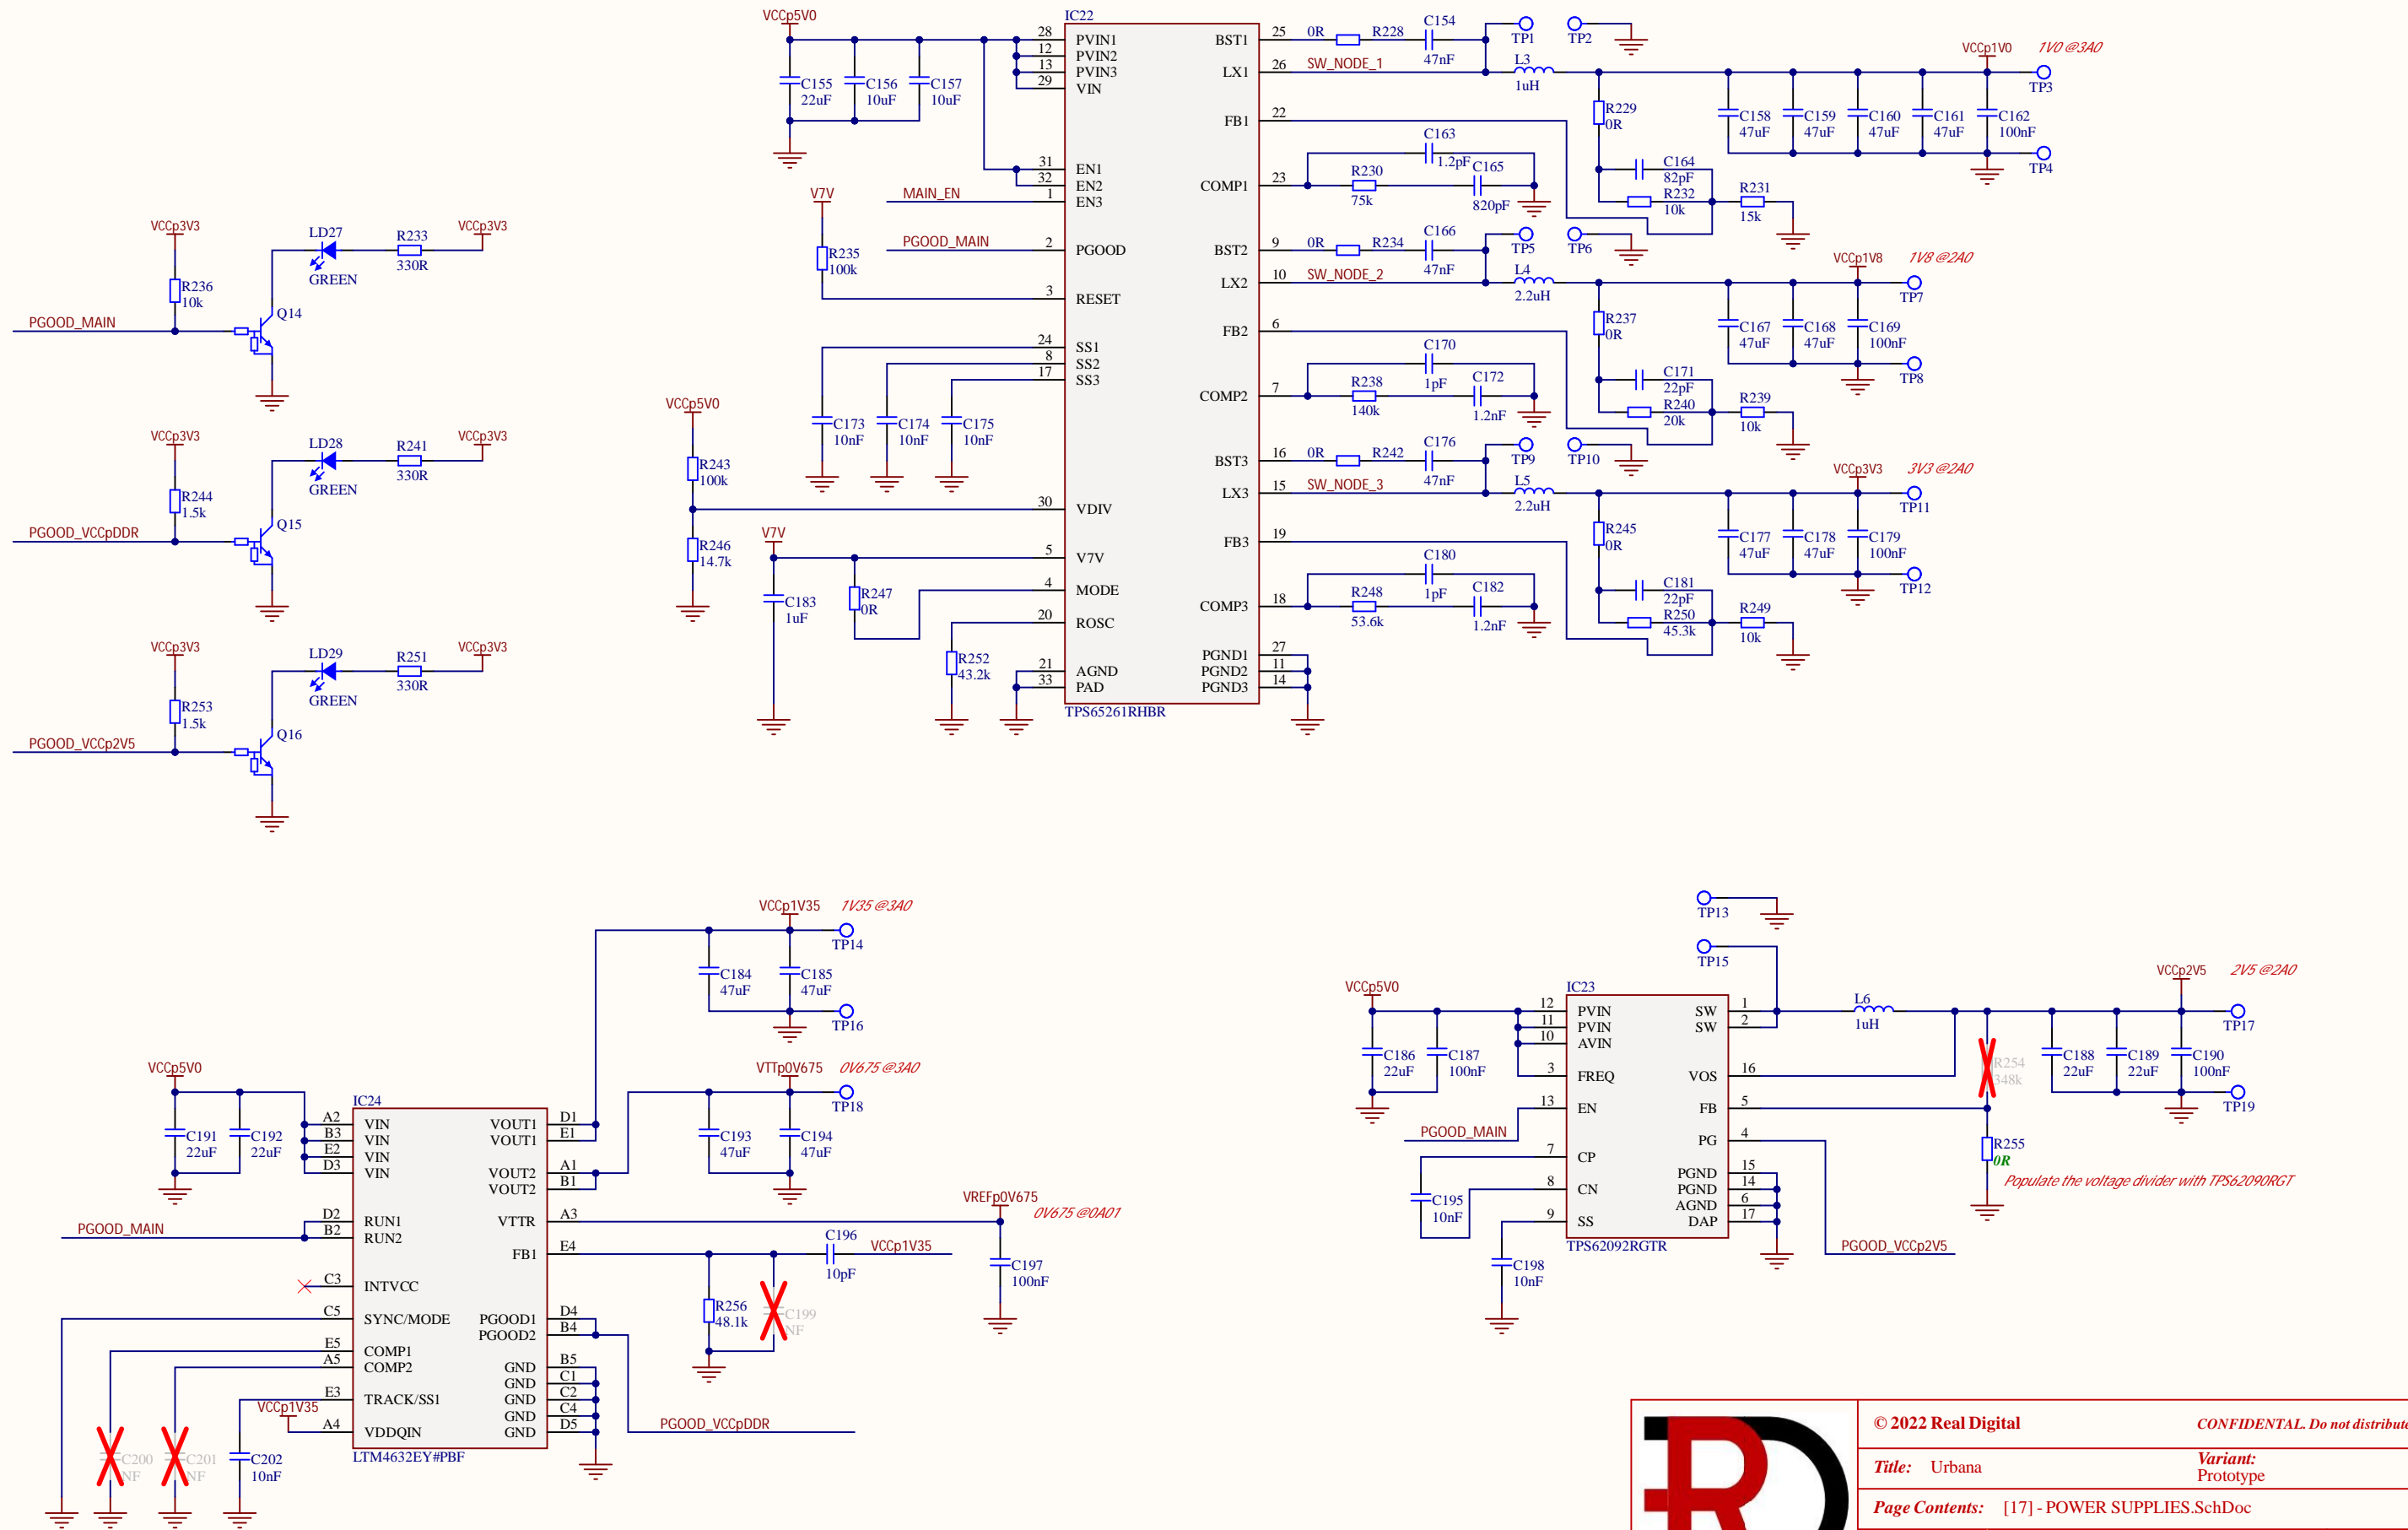 VCCp5V0
C155
22uF
C156
10uF
C157
10uF
IC22
28 PVIN1
12 PVIN2
13 PVIN3
29 VIN
31 EN1
32 EN2
MAIN_EN 1 EN3
PGOOD_MAIN 2 PGOOD
V7V
R235
100k
3 RESET
24 SS1
8 SS2
17 SS3
C173
10nF
C174
10nF
C175
10nF
VCCp5V0
R243
100k
30 VDIV
R246
14.7k
V7V
5 V7V
4 MODE
20 ROSC
C183
1uF
R247
0R
R252
43.2k
21 AGND
33 PAD
TPS65261RHBR
BST1 25 0R R228 C154
47nF
TP1
TP2
LX1 26 SW_NODE_1 L3
1uH
VCCp1V0 1V0 @3A0
TP3
FB1 22
R229
0R
C158
47uF
C159
47uF
C160
47uF
C161
47uF
C162
100nF
TP4
COMP1 23
C163
1.2pF
R230
75k
C165
820pF
C164
82pF
R232
10k
R231
15k
BST2 9 0R R234 C166
47nF
TP5
TP6
LX2 10 SW_NODE_2 L4
2.2uH
VCCp1V8 1V8 @2A0
TP7
FB2 6
R237
0R
C167
47uF
C168
47uF
C169
100nF
TP8
COMP2 7
C170
1pF
R238
140k
C172
1.2nF
C171
22pF
R240
20k
R239
10k
BST3 16 0R R242 C176
47nF
TP9
TP10
LX3 15 SW_NODE_3 L5
2.2uH
VCCp3V3 3V3 @2A0
TP11
FB3 19
R245
0R
C177
47uF
C178
47uF
C179
100nF
TP12
COMP3 18
C180
1pF
R248
53.6k
C182
1.2nF
C181
22pF
R250
45.3k
R249
10k
PGND1 27
PGND2 11
PGND3 14
VCCp3V3
R236
10k
LD27
GREEN
R233
330R
VCCp3V3
PGOOD_MAIN
Q14
VCCp3V3
R244
1.5k
LD28
GREEN
R241
330R
VCCp3V3
PGOOD_VCCpDDR
Q15
VCCp3V3
R253
1.5k
LD29
GREEN
R251
330R
VCCp3V3
PGOOD_VCCp2V5
Q16
VCCp1V35 1V35 @3A0
TP14
C184
47uF
C185
47uF
TP16
VTTp0V675 0V675 @3A0
TP18
C193
47uF
C194
47uF
VCCp5V0
C191
22uF
C192
22uF
IC24
A2 VIN
B3 VIN
E2 VIN
D3 VIN
PGOOD_MAIN
D2 RUN1
B2 RUN2
C3 INTVCC
C5 SYNC/MODE
E5 COMP1
A5 COMP2
E3 TRACK/SS1
VCCp1V35
A4 VDDQIN
C200
NF
C201
NF
C202
10nF
LTM4632EY#PBF
VOUT1 D1
VOUT1 E1
VOUT2 A1
VOUT2 B1
VTTR A3
VREFp0V675
0V675 @0A01
FB1 E4
C196
10pF
VCCp1V35
C197
100nF
R256
48.1k
C199
NF
PGOOD1 D4
PGOOD2 B4
GND B5
GND C1
GND C2
GND C4
GND D5
PGOOD_VCCpDDR
TP13
TP15
VCCp5V0
C186
22uF
C187
100nF
IC23
12 PVIN
11 PVIN
10 AVIN
3 FREQ
13 EN
PGOOD_MAIN
7 CP
8 CN
9 SS
C195
10nF
C198
10nF
TPS62092RGTR
SW 1
SW 2
L6
1uH
VOS 16
FB 5
PG 4
PGND 15
PGND 14
AGND 6
DAP 17
VCCp2V5 2V5 @2A0
TP17
R254
348k
C188
22uF
C189
22uF
C190
100nF
TP19
R255
0R
Populate the voltage divider with TPS62090RGT
PGOOD_VCCp2V5
© 2022 Real Digital CONFIDENTAL. Do not distribute
Title: Urbana
Variant:
Prototype
Page Contents: [17] - POWER SUPPLIES.SchDoc